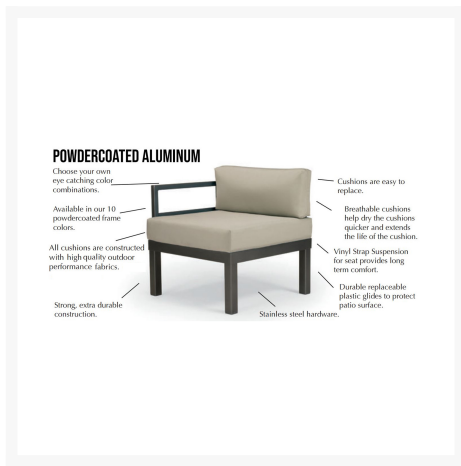 POWDERCOATED ALUMINUM
Choose your own
eye catching color
combinations.
Available in our 10
powdercoated frame
colors.
All cushions are constructed
with high quality outdoor
performance fabrics.
Strong, extra durable
construction.
Cushions are easy to
replace.
Breathable cushions
help dry the cushions
quicker and extends
the life of the cushion.
Vinyl Strap Suspension
for seat provides long
term comfort.
Durable replaceable
plastic glides to protect
patio surface.
Stainless steel hardware.